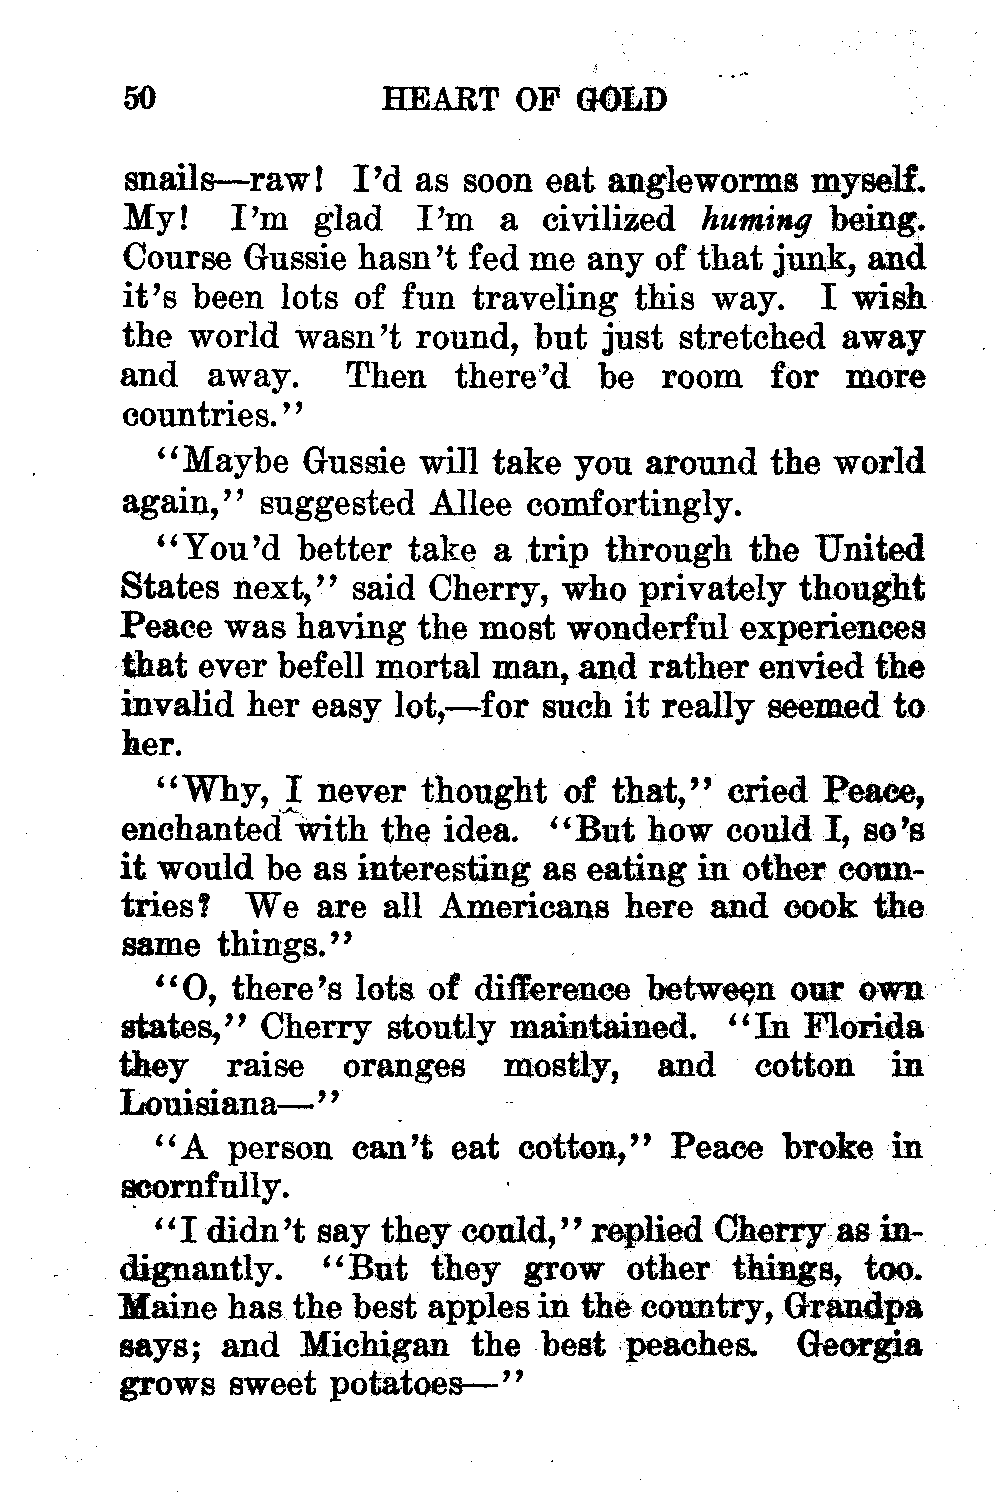 50 HEART OF GOLD
snails—raw! I'd as soon eat angleworms myself.
My! I'm glad I'm a civilized huming being.
Course Gussie hasn't fed me any of that junk, and
it's been lots of fun traveling this way. I wish
the world wasn't round, but just stretched away
and away. Then there'd be room for more
countries."
"Maybe Gussie will take you around the world
again," suggested Allee comfortingly.
"You'd better take a trip through the United
States next," said Cherry, who privately thought
Peace was having the most wonderful experiences
that ever befell mortal man, and rather envied the
invalid her easy lot,—for such it really seemed to
her.
"Why, I never thought of that," cried Peace,
enchanted with the idea. "But how could I, so's
it would be as interesting as eating in other coun-
tries? We are all Americans here and cook the
same things."
"O, there's lots of difference between our own
states," Cherry stoutly maintained. "In Florida
they raise oranges mostly, and cotton in
Louisiana—"
"A person can't eat cotton," Peace broke in
scornfully.
"I didn't say they could," replied Cherry as in-
dignantly. "But they grow other things, too.
Maine has the best apples in the country, Grandpa
says; and Michigan the best peaches. Georgia
grows sweet potatoes—"